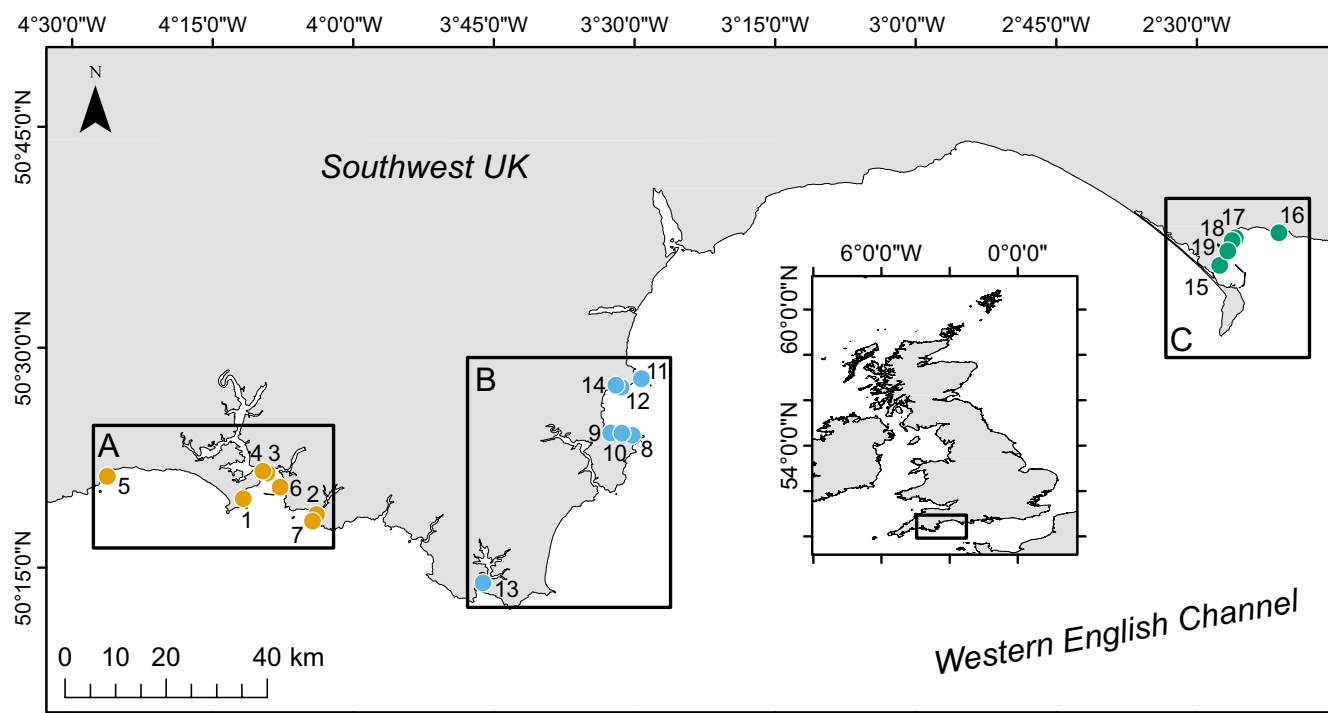 4°30'0"W 4°15'0"W 4°0'0"W 3°45'0"W 3°30'0"W 3°15'0"W 3°0'0"W 2°45'0"W 2°30'0"W
N
50°45'0"N
Southwest UK
17 16
18
19
15
C
6°0'0"W 0°0'0"
60°0'0"N
54°0'0"N
50°30'0"N
B
11
14 12
9 10 8
A
4 3
5 6 2
1 7
13
50°15'0"N
Western English Channel
0 10 20 40 km